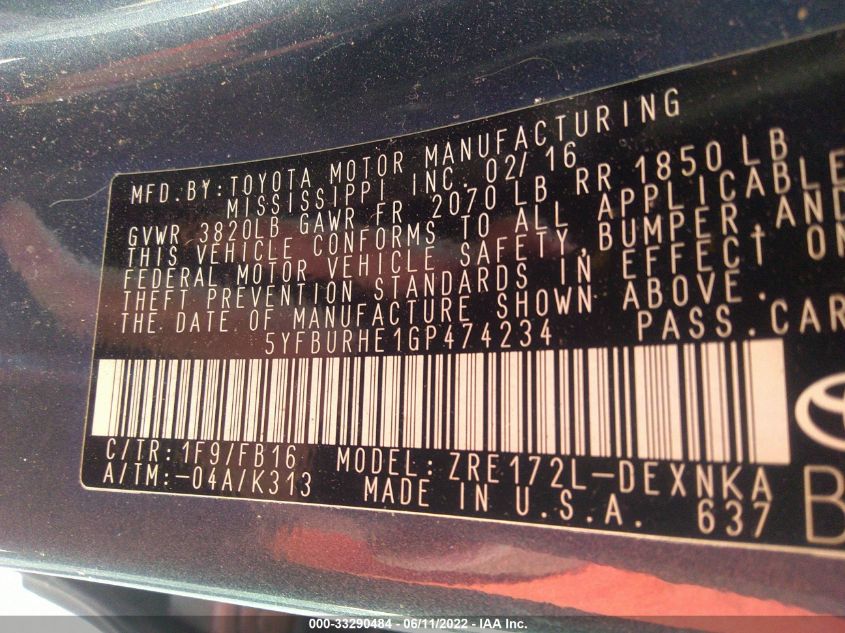 MFD.BY:TOYOTA MOTOR MANUFACTURING
MISSISSIPPI INC. 02/16
GVWR 3820LB GAWR FR 2070 LB RR 1850 LB
THIS VEHICLE CONFORMS TO ALL APPLICABLE
FEDERAL MOTOR VEHICLE SAFETY, BUMPER, AND
THEFT PREVENTION STANDARDS IN EFFECT ON
THE DATE OF MANUFACTURE SHOWN ABOVE.
5YFBURHE1GP474234 PASS.CAR
C/TR: 1F9/FB16 MODEL: ZRE172L-DEXNKA
A/TM:-04A/K313 MADE IN U.S.A. 637
000-33290484 - 06/11/2022 - IAA Inc.